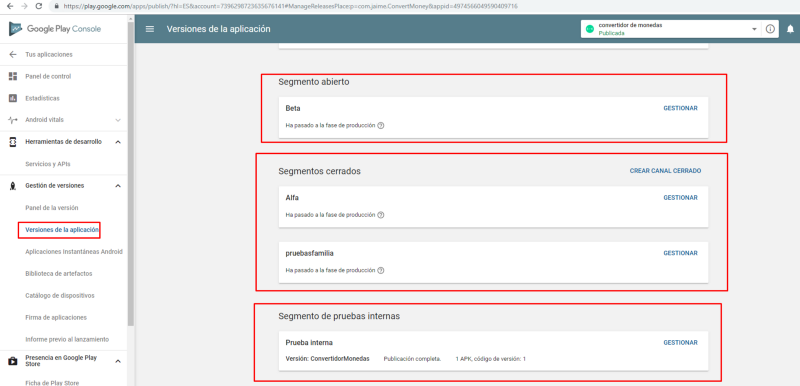 https://play.google.com/apps/publish/?hl=ES&account=7396298723635676141#ManageReleasesPlace:p=com.jaime.ConvertMoney&appid=4974566049590409716
Google Play Console
Versiones de la aplicación
convertidor de monedas
Publicada
Tus aplicaciones
Panel de control
Estadísticas
Android vitals
Herramientas de desarrollo
Servicios y APIs
Gestión de versiones
Panel de la versión
Versiones de la aplicación
Aplicaciones Instantáneas Android
Biblioteca de artefactos
Catálogo de dispositivos
Firma de aplicaciones
Informe previo al lanzamiento
Presencia en Google Play
Store
Ficha de Play Store
Segmento abierto
Beta GESTIONAR
Ha pasado a la fase de producción
Segmentos cerrados CREAR CANAL CERRADO
Alfa GESTIONAR
Ha pasado a la fase de producción
pruebasfamilia GESTIONAR
Ha pasado a la fase de producción
Segmento de pruebas internas
Prueba interna GESTIONAR
Versión: ConvertidorMonedas Publicación completa. 1 APK, código de versión: 1